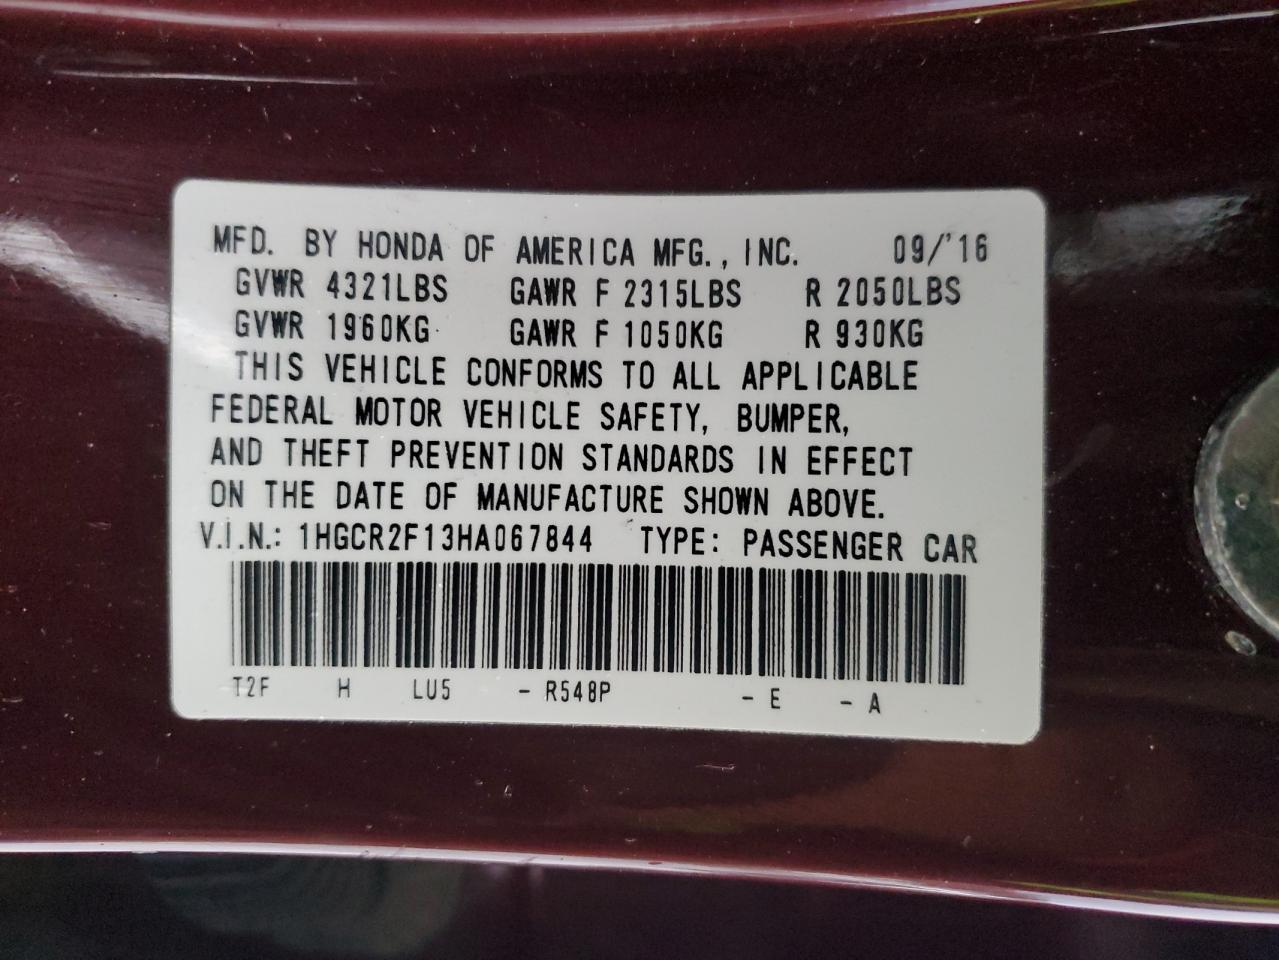 MFD. BY HONDA OF AMERICA MFG., INC. 09/'16
GVWR 4321LBS GAWR F 2315LBS R 2050LBS
GVWR 1960KG GAWR F 1050KG R 930KG
THIS VEHICLE CONFORMS TO ALL APPLICABLE
FEDERAL MOTOR VEHICLE SAFETY, BUMPER,
AND THEFT PREVENTION STANDARDS IN EFFECT
ON THE DATE OF MANUFACTURE SHOWN ABOVE.
V.I.N.: 1HGCR2F13HA067844 TYPE: PASSENGER CAR
T2F H LU5 - R548P - E - A